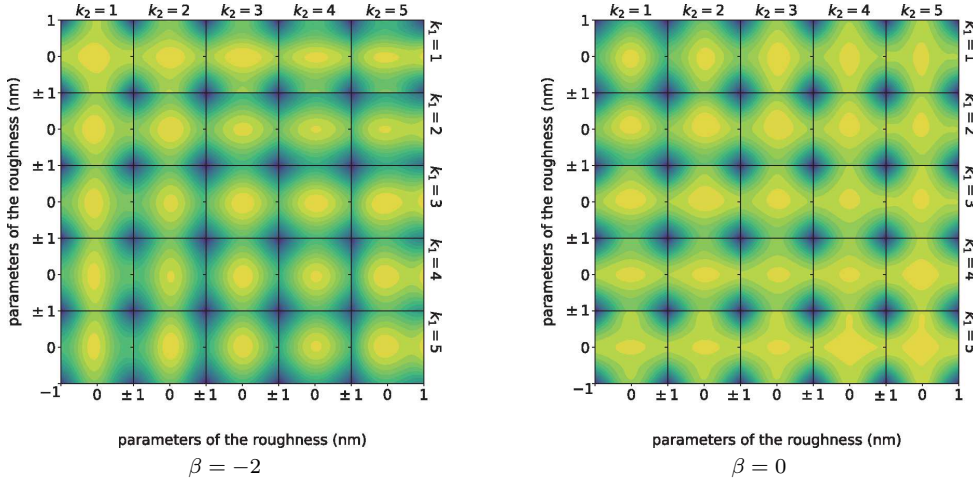 k₂ = 1 k₂ = 2 k₂ = 3 k₂ = 4 k₂ = 5
k₁ = 1
k₁ = 2
k₁ = 3
k₁ = 4
k₁ = 5
parameters of the roughness (nm)
1
0
± 1
0
± 1
0
± 1
0
± 1
0
−1
0 ± 1 0 ± 1 0 ± 1 0 ± 1 0 1
parameters of the roughness (nm)
β = −2
k₂ = 1 k₂ = 2 k₂ = 3 k₂ = 4 k₂ = 5
k₁ = 1
k₁ = 2
k₁ = 3
k₁ = 4
k₁ = 5
parameters of the roughness (nm)
1
0
± 1
0
± 1
0
± 1
0
± 1
0
−1
0 ± 1 0 ± 1 0 ± 1 0 ± 1 0 1
parameters of the roughness (nm)
β = 0